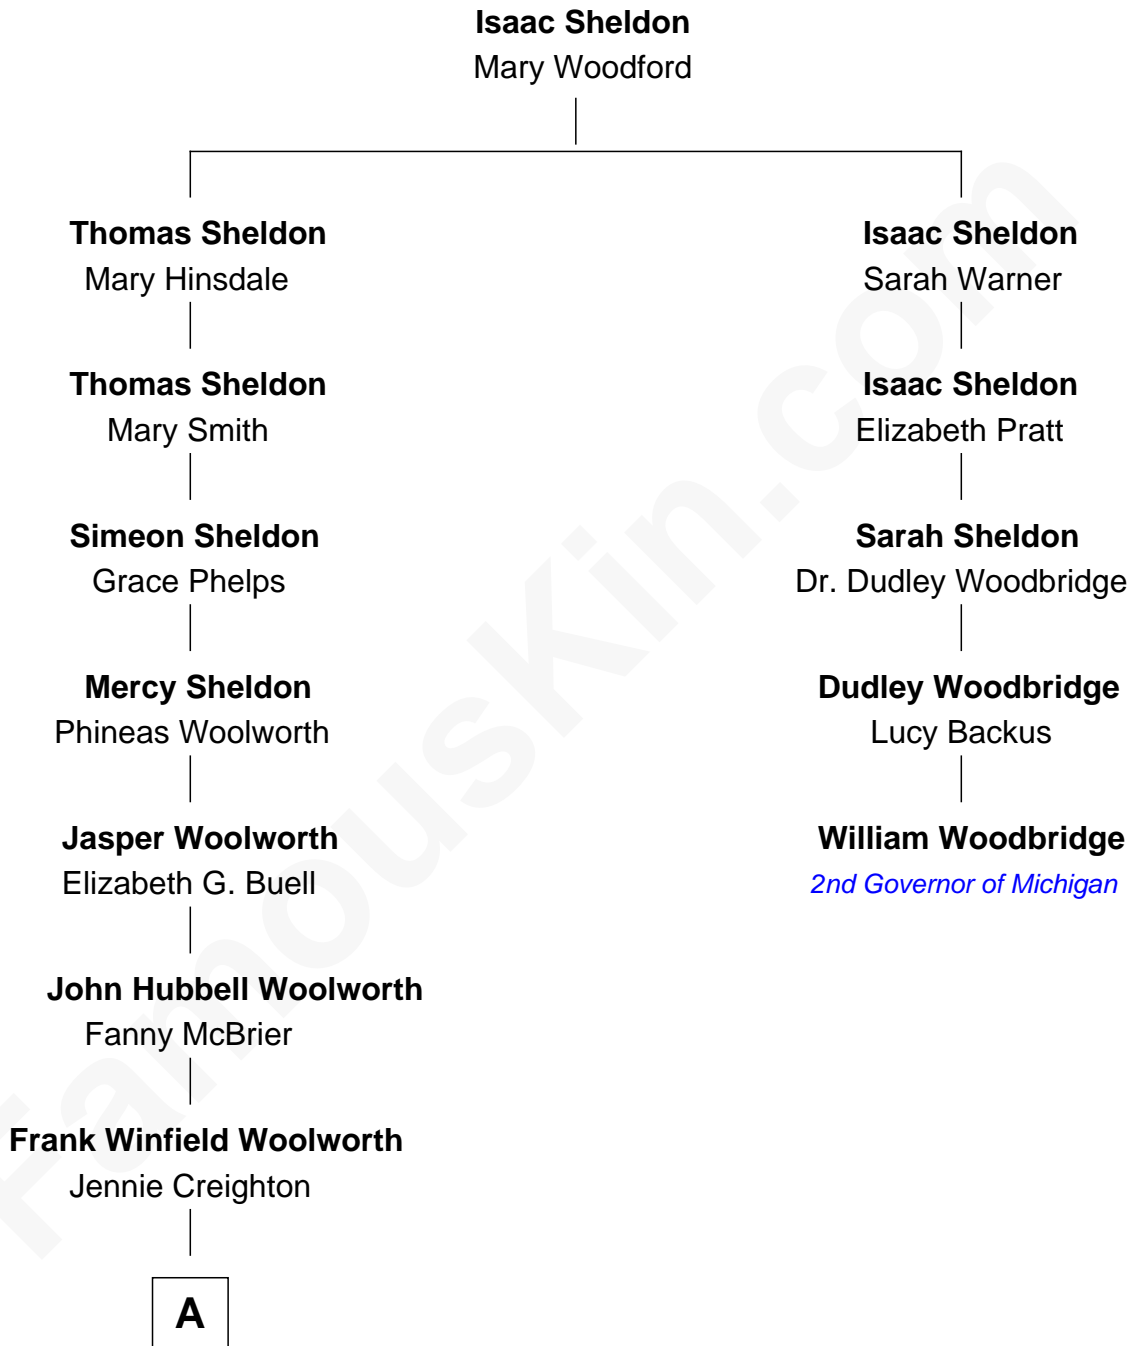 Isaac Sheldon
Mary Woodford
Thomas Sheldon
Mary Hinsdale
Isaac Sheldon
Sarah Warner
Thomas Sheldon
Mary Smith
Isaac Sheldon
Elizabeth Pratt
Simeon Sheldon
Grace Phelps
Sarah Sheldon
Dr. Dudley Woodbridge
Mercy Sheldon
Phineas Woolworth
Dudley Woodbridge
Lucy Backus
Jasper Woolworth
Elizabeth G. Buell
William Woodbridge
2nd Governor of Michigan
John Hubbell Woolworth
Fanny McBrier
Frank Winfield Woolworth
Jennie Creighton
A
FamousKin.com